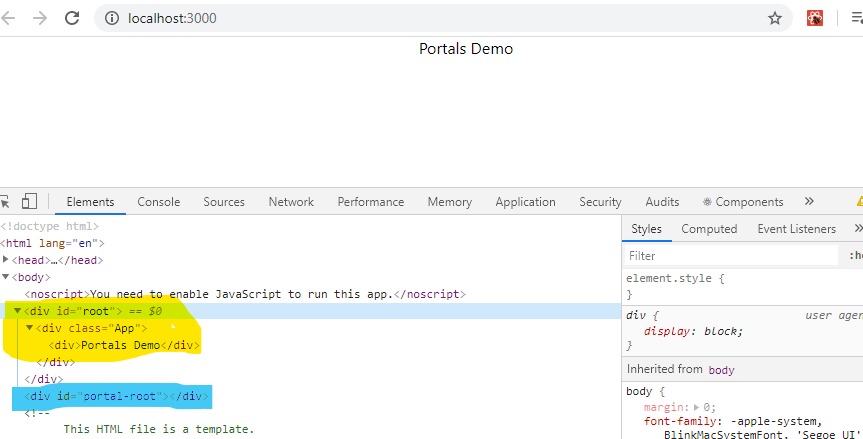 localhost:3000
Portals Demo
Elements Console Sources Network Performance Memory Application Security Audits Components »
<!doctype html>
<html lang="en">
<head>…</head>
<body>
<noscript>You need to enable JavaScript to run this app.</noscript>
<div id="root"> == $0
<div class="App">
<div>Portals Demo</div>
</div>
</div>
<div id="portal-root"></div>
<!--
This HTML file is a template.
Styles Computed Event Listeners »
Filter :h
element.style {
}
div { user agen
display: block;
}
Inherited from body
body {
margin: 0;
font-family: -apple-system,
BlinkMacSystemFont, 'Segoe UI'